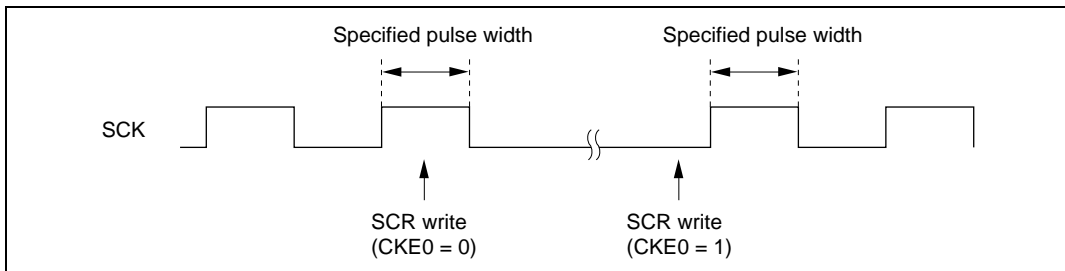 Specified pulse width
Specified pulse width
SCK
SCR write
(CKE0 = 0)
SCR write
(CKE0 = 1)